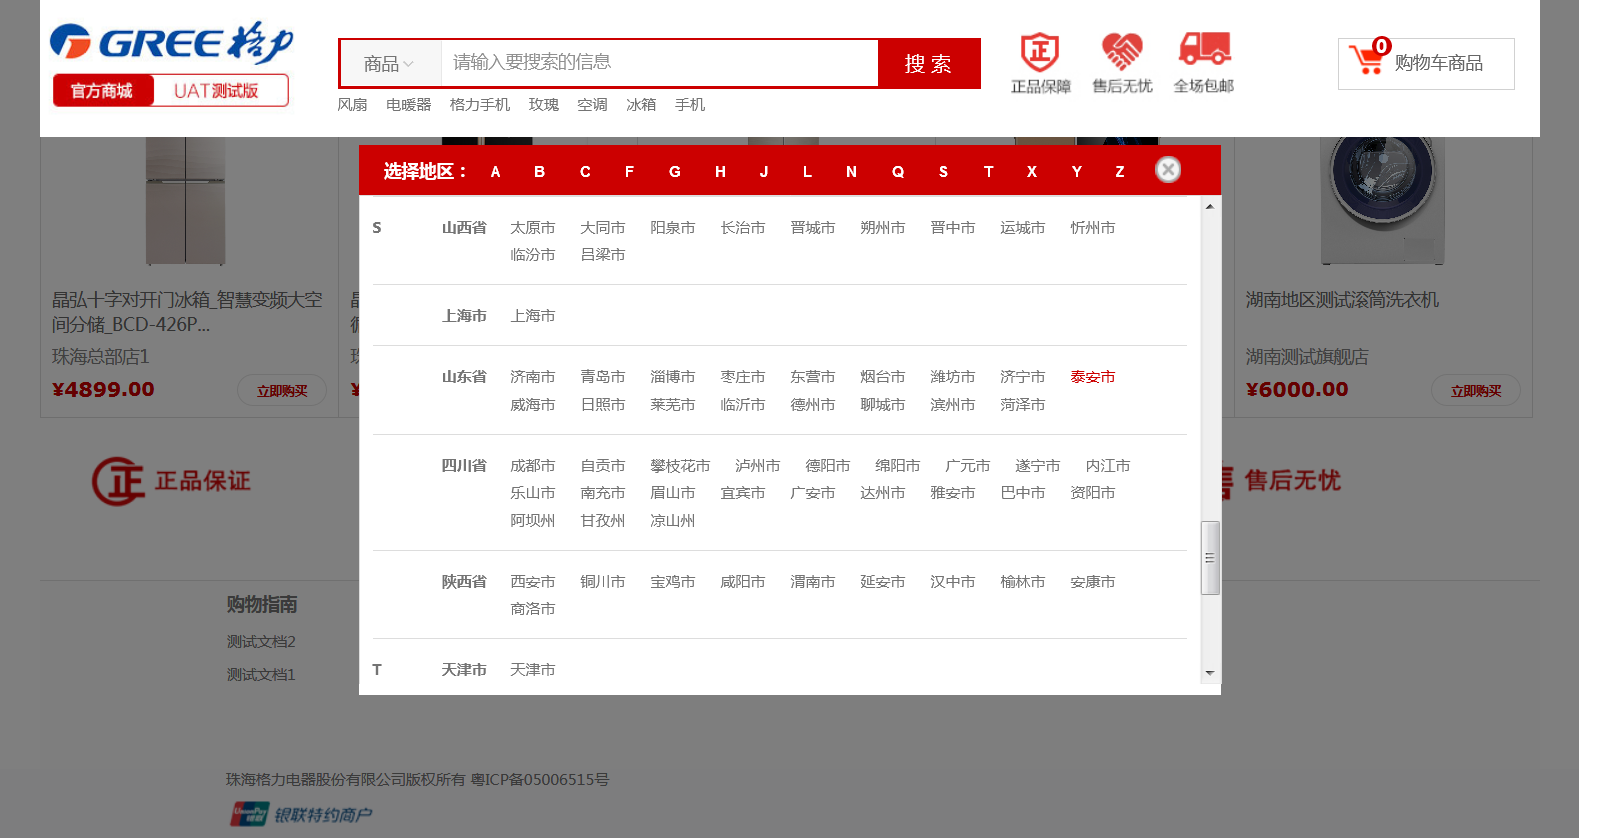 GREE格力
官方商城 UAT测试版
商品 请输入要搜索的信息 搜 索
风扇 电暖器 格力手机 玫瑰 空调 冰箱 手机
正品保障 售后无忧 全场包邮
0 购物车商品
选择地区： A B C F G H J L N Q S T X Y Z
S 山西省 太原市 大同市 阳泉市 长治市 晋城市 朔州市 晋中市 运城市 忻州市
临汾市 吕梁市
上海市 上海市
山东省 济南市 青岛市 淄博市 枣庄市 东营市 烟台市 潍坊市 济宁市 泰安市
威海市 日照市 莱芜市 临沂市 德州市 聊城市 滨州市 菏泽市
四川省 成都市 自贡市 攀枝花市 泸州市 德阳市 绵阳市 广元市 遂宁市 内江市
乐山市 南充市 眉山市 宜宾市 广安市 达州市 雅安市 巴中市 资阳市
阿坝州 甘孜州 凉山州
陕西省 西安市 铜川市 宝鸡市 咸阳市 渭南市 延安市 汉中市 榆林市 安康市
商洛市
T 天津市 天津市
晶弘十字对开门冰箱_智慧变频大空
间分储_BCD-426P...
珠海总部店1
¥4899.00 立即购买
湖南地区测试滚筒洗衣机
湖南测试旗舰店
¥6000.00 立即购买
正 正品保证
售后无忧
购物指南
测试文档2
测试文档1
珠海格力电器股份有限公司版权所有 粤ICP备05006515号
UnionPay 银联 银联特约商户